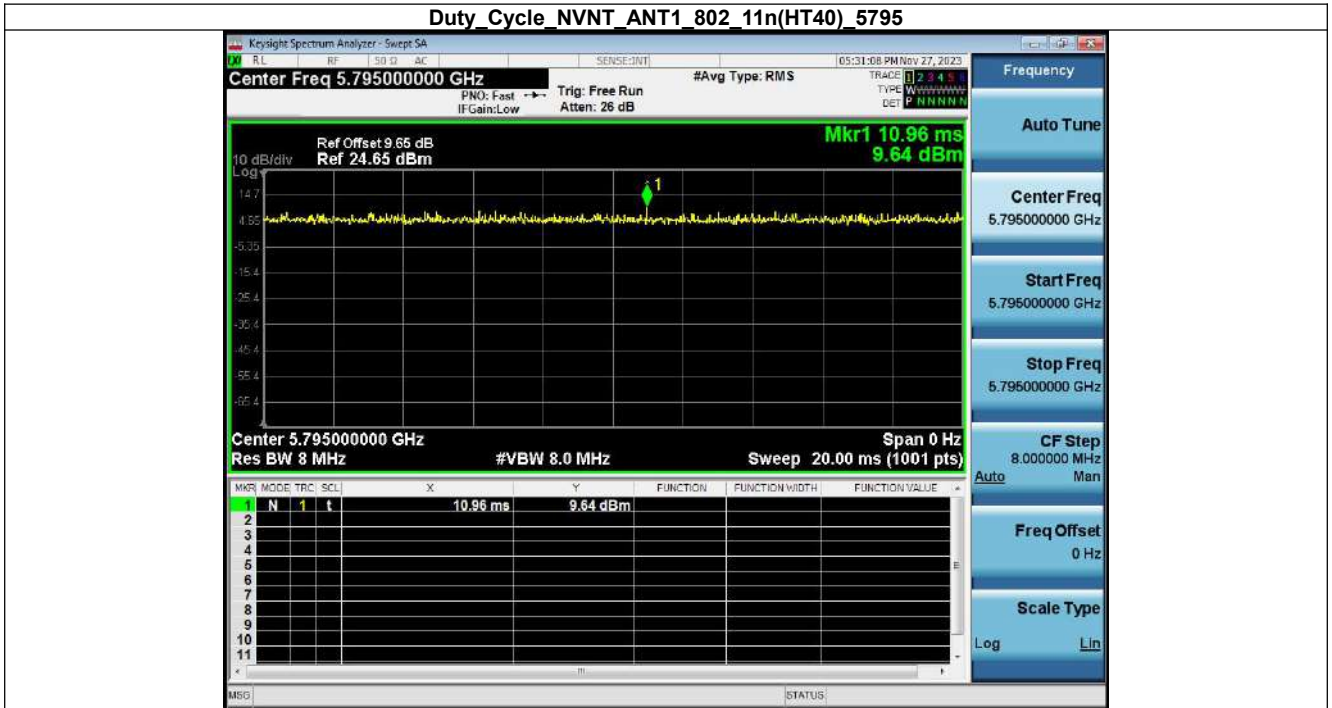 Duty_Cycle_NVNT_ANT1_802_11n(HT40)_5795
Keysight Spectrum Analyzer - Swept SA
RL RF 50 Ω AC SENSE:INT 05:31:08 PM Nov 27, 2023
Center Freq 5.795000000 GHz #Avg Type: RMS TRACE 1 2 3 4 5 6
PNO: Fast Trig: Free Run TYPE WWWWWW
IFGain:Low Atten: 26 dB DET P N N N N N
Frequency
Auto Tune
Center Freq
5.795000000 GHz
Start Freq
5.795000000 GHz
Stop Freq
5.795000000 GHz
CF Step
8.000000 MHz
Auto Man
Freq Offset
0 Hz
Scale Type
Log Lin
Mkr1 10.96 ms
Ref Offset 9.65 dB 9.64 dBm
10 dB/div Ref 24.65 dBm
Log
1
14.7
4.65
-5.35
-15.4
-25.4
-35.4
-45.4
-55.4
-65.4
Center 5.795000000 GHz Span 0 Hz
Res BW 8 MHz #VBW 8.0 MHz Sweep 20.00 ms (1001 pts)
MKR MODE TRC SCL X Y FUNCTION FUNCTION WIDTH FUNCTION VALUE
1 N 1 t 10.96 ms 9.64 dBm
2
3
4
5
6
7
8
9
10
11
MSG STATUS